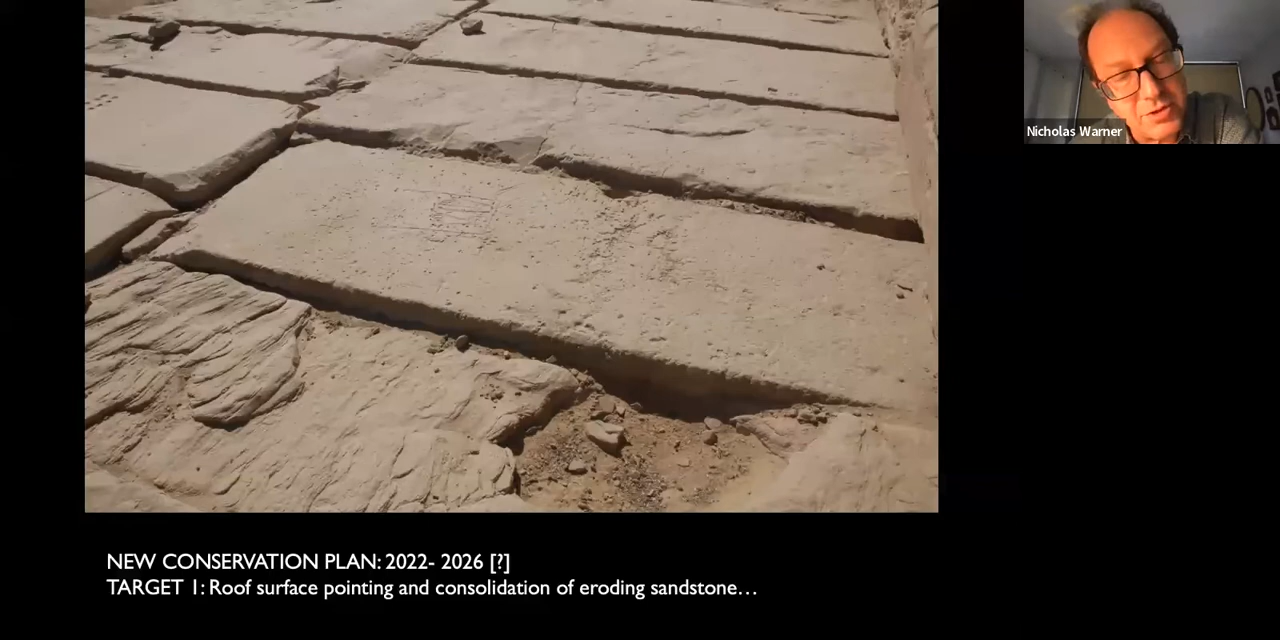 Nicholas Warner
NEW CONSERVATION PLAN: 2022- 2026 [?]
TARGET 1: Roof surface pointing and consolidation of eroding sandstone…